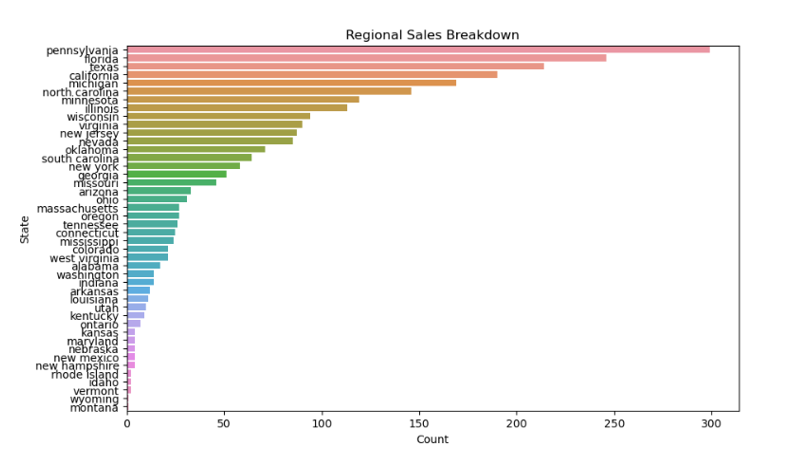 Regional Sales Breakdown
pennsylvania
florida
texas
california
michigan
north carolina
minnesota
illinois
wisconsin
virginia
new jersey
nevada
oklahoma
south carolina
new york
georgia
missouri
arizona
ohio
massachusetts
oregon
tennessee
connecticut
mississippi
colorado
west virginia
alabama
washington
indiana
arkansas
louisiana
utah
kentucky
ontario
kansas
maryland
nebraska
new mexico
new hampshire
rhode island
idaho
vermont
wyoming
montana
State
0 50 100 150 200 250 300
Count